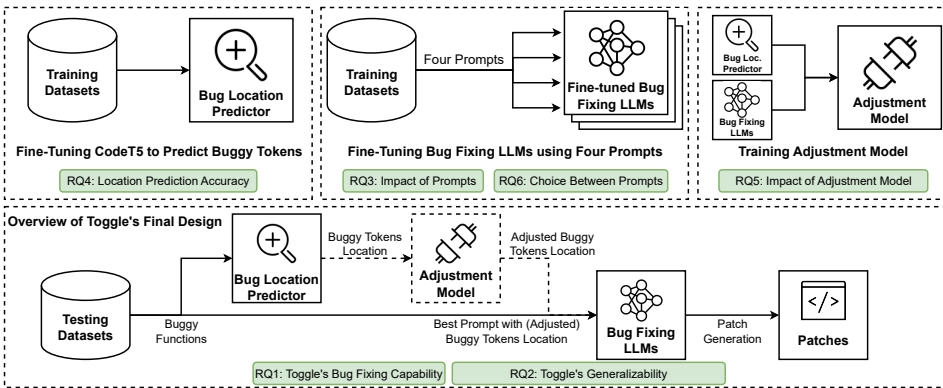 Training
Datasets
Bug Location
Predictor
Fine-Tuning CodeT5 to Predict Buggy Tokens
RQ4: Location Prediction Accuracy
Training
Datasets
Four Prompts
Fine-tuned Bug
Fixing LLMs
Fine-Tuning Bug Fixing LLMs using Four Prompts
RQ3: Impact of Prompts
RQ6: Choice Between Prompts
Bug Loc.
Predictor
Bug Fixing
LLMs
Adjustment
Model
Training Adjustment Model
RQ5: Impact of Adjustment Model
Overview of Toggle's Final Design
Testing
Datasets
Buggy
Functions
Bug Location
Predictor
Buggy Tokens
Location
Adjustment
Model
Adjusted Buggy
Tokens Location
Best Prompt with (Adjusted)
Buggy Tokens Location
Bug Fixing
LLMs
Patch
Generation
</>
Patches
RQ1: Toggle's Bug Fixing Capability
RQ2: Toggle's Generalizability